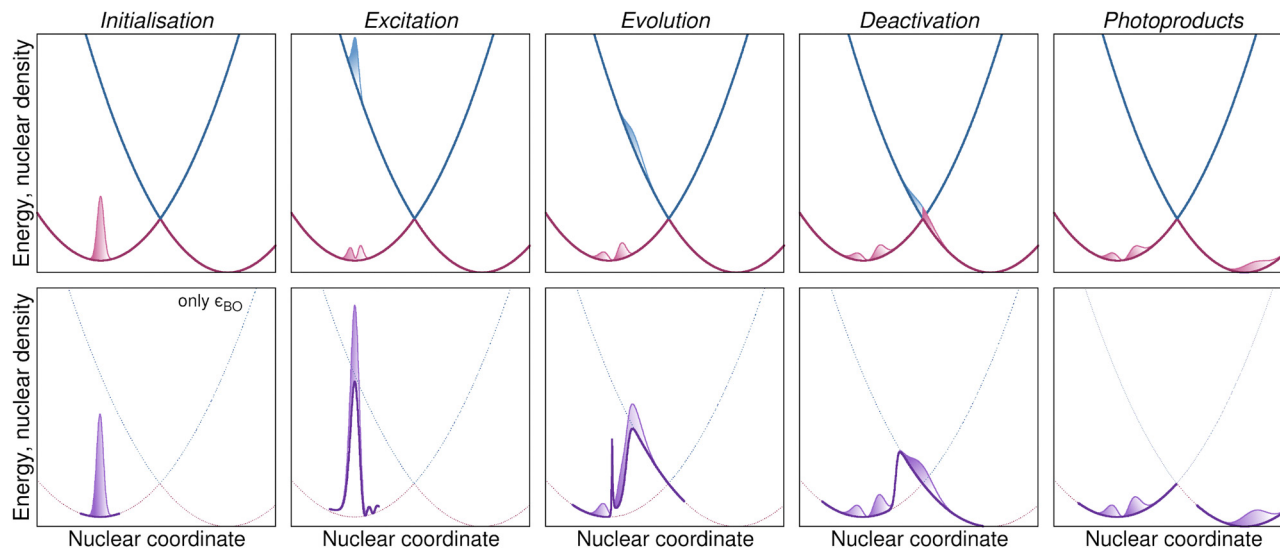 Initialisation
Excitation
Evolution
Deactivation
Photoproducts
Energy, nuclear density
only ϵBO
Energy, nuclear density
Nuclear coordinate
Nuclear coordinate
Nuclear coordinate
Nuclear coordinate
Nuclear coordinate